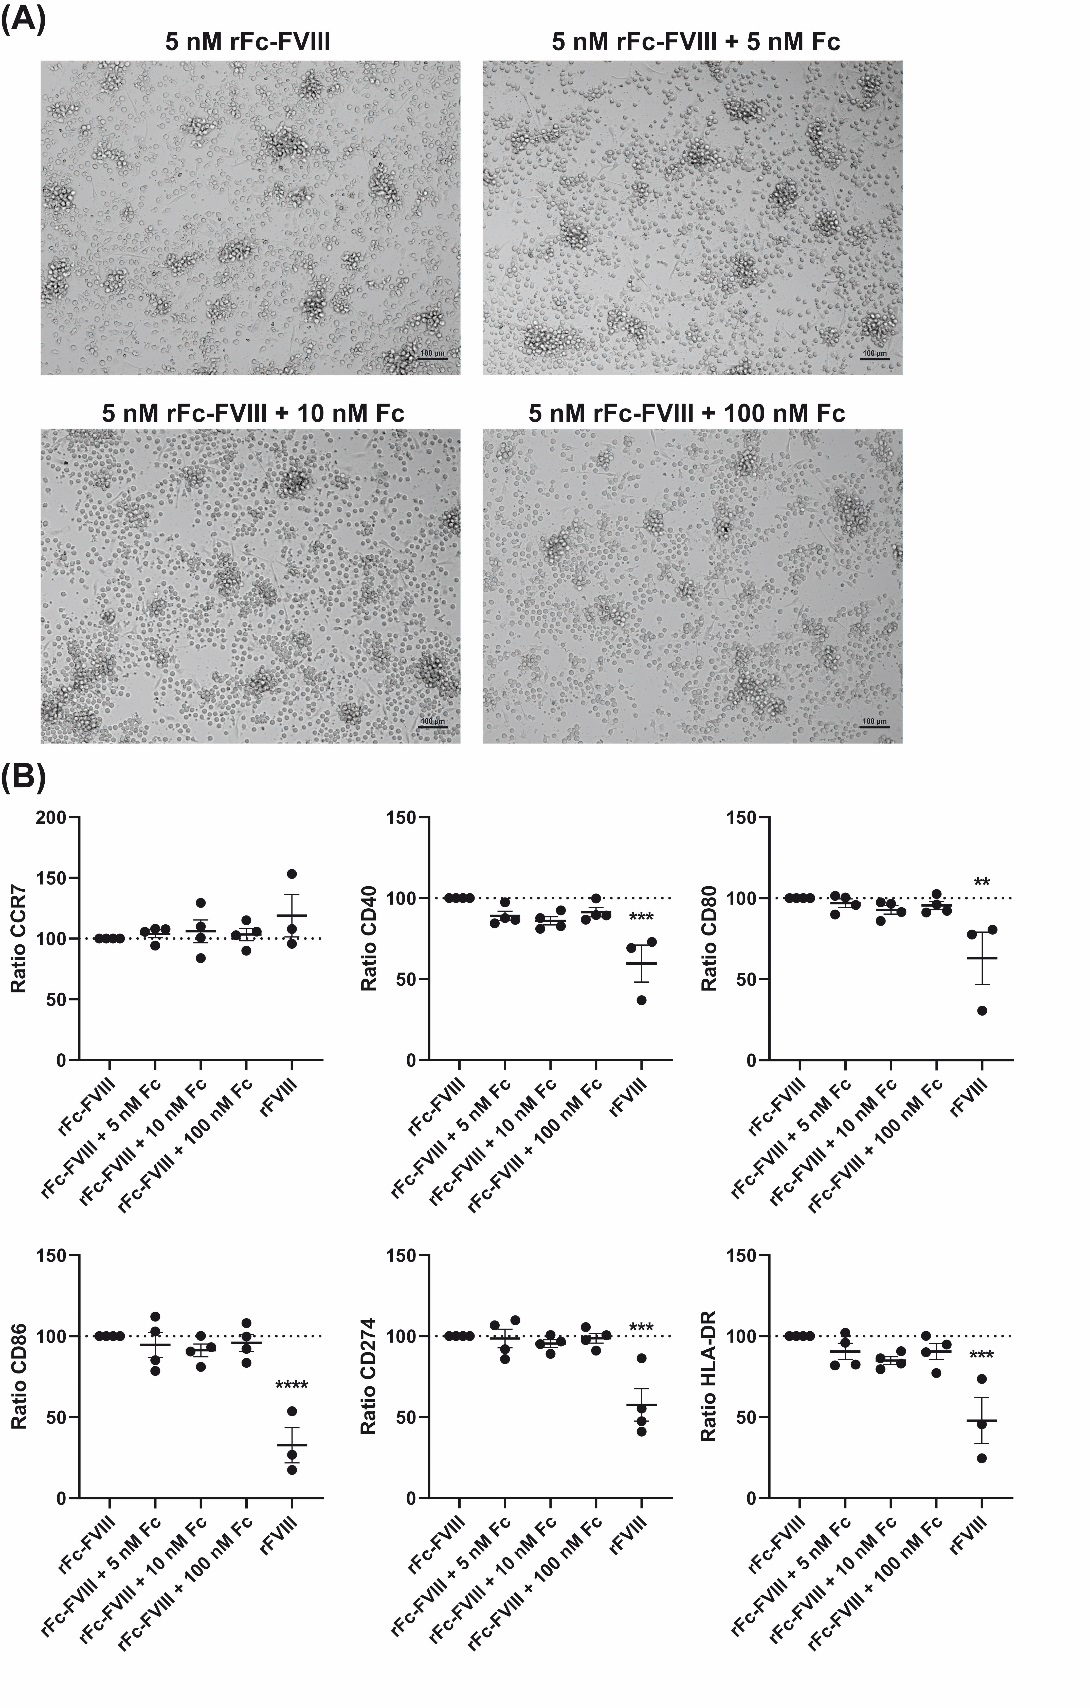 (A)
5 nM rFc-FVIII
5 nM rFc-FVIII + 5 nM Fc
100 µm
100 µm
5 nM rFc-FVIII + 10 nM Fc
5 nM rFc-FVIII + 100 nM Fc
100 µm
100 µm
(B)
Ratio CCR7
200
150
100
50
0
rFc-FVIII
rFc-FVIII + 5 nM Fc
rFc-FVIII + 10 nM Fc
rFc-FVIII + 100 nM Fc
rFVIII
Ratio CD40
150
100
50
0
***
rFc-FVIII
rFc-FVIII + 5 nM Fc
rFc-FVIII + 10 nM Fc
rFc-FVIII + 100 nM Fc
rFVIII
Ratio CD80
150
100
50
0
**
rFc-FVIII
rFc-FVIII + 5 nM Fc
rFc-FVIII + 10 nM Fc
rFc-FVIII + 100 nM Fc
rFVIII
Ratio CD86
150
100
50
0
****
rFc-FVIII
rFc-FVIII + 5 nM Fc
rFc-FVIII + 10 nM Fc
rFc-FVIII + 100 nM Fc
rFVIII
Ratio CD274
150
100
50
0
***
rFc-FVIII
rFc-FVIII + 5 nM Fc
rFc-FVIII + 10 nM Fc
rFc-FVIII + 100 nM Fc
rFVIII
Ratio HLA-DR
150
100
50
0
***
rFc-FVIII
rFc-FVIII + 5 nM Fc
rFc-FVIII + 10 nM Fc
rFc-FVIII + 100 nM Fc
rFVIII